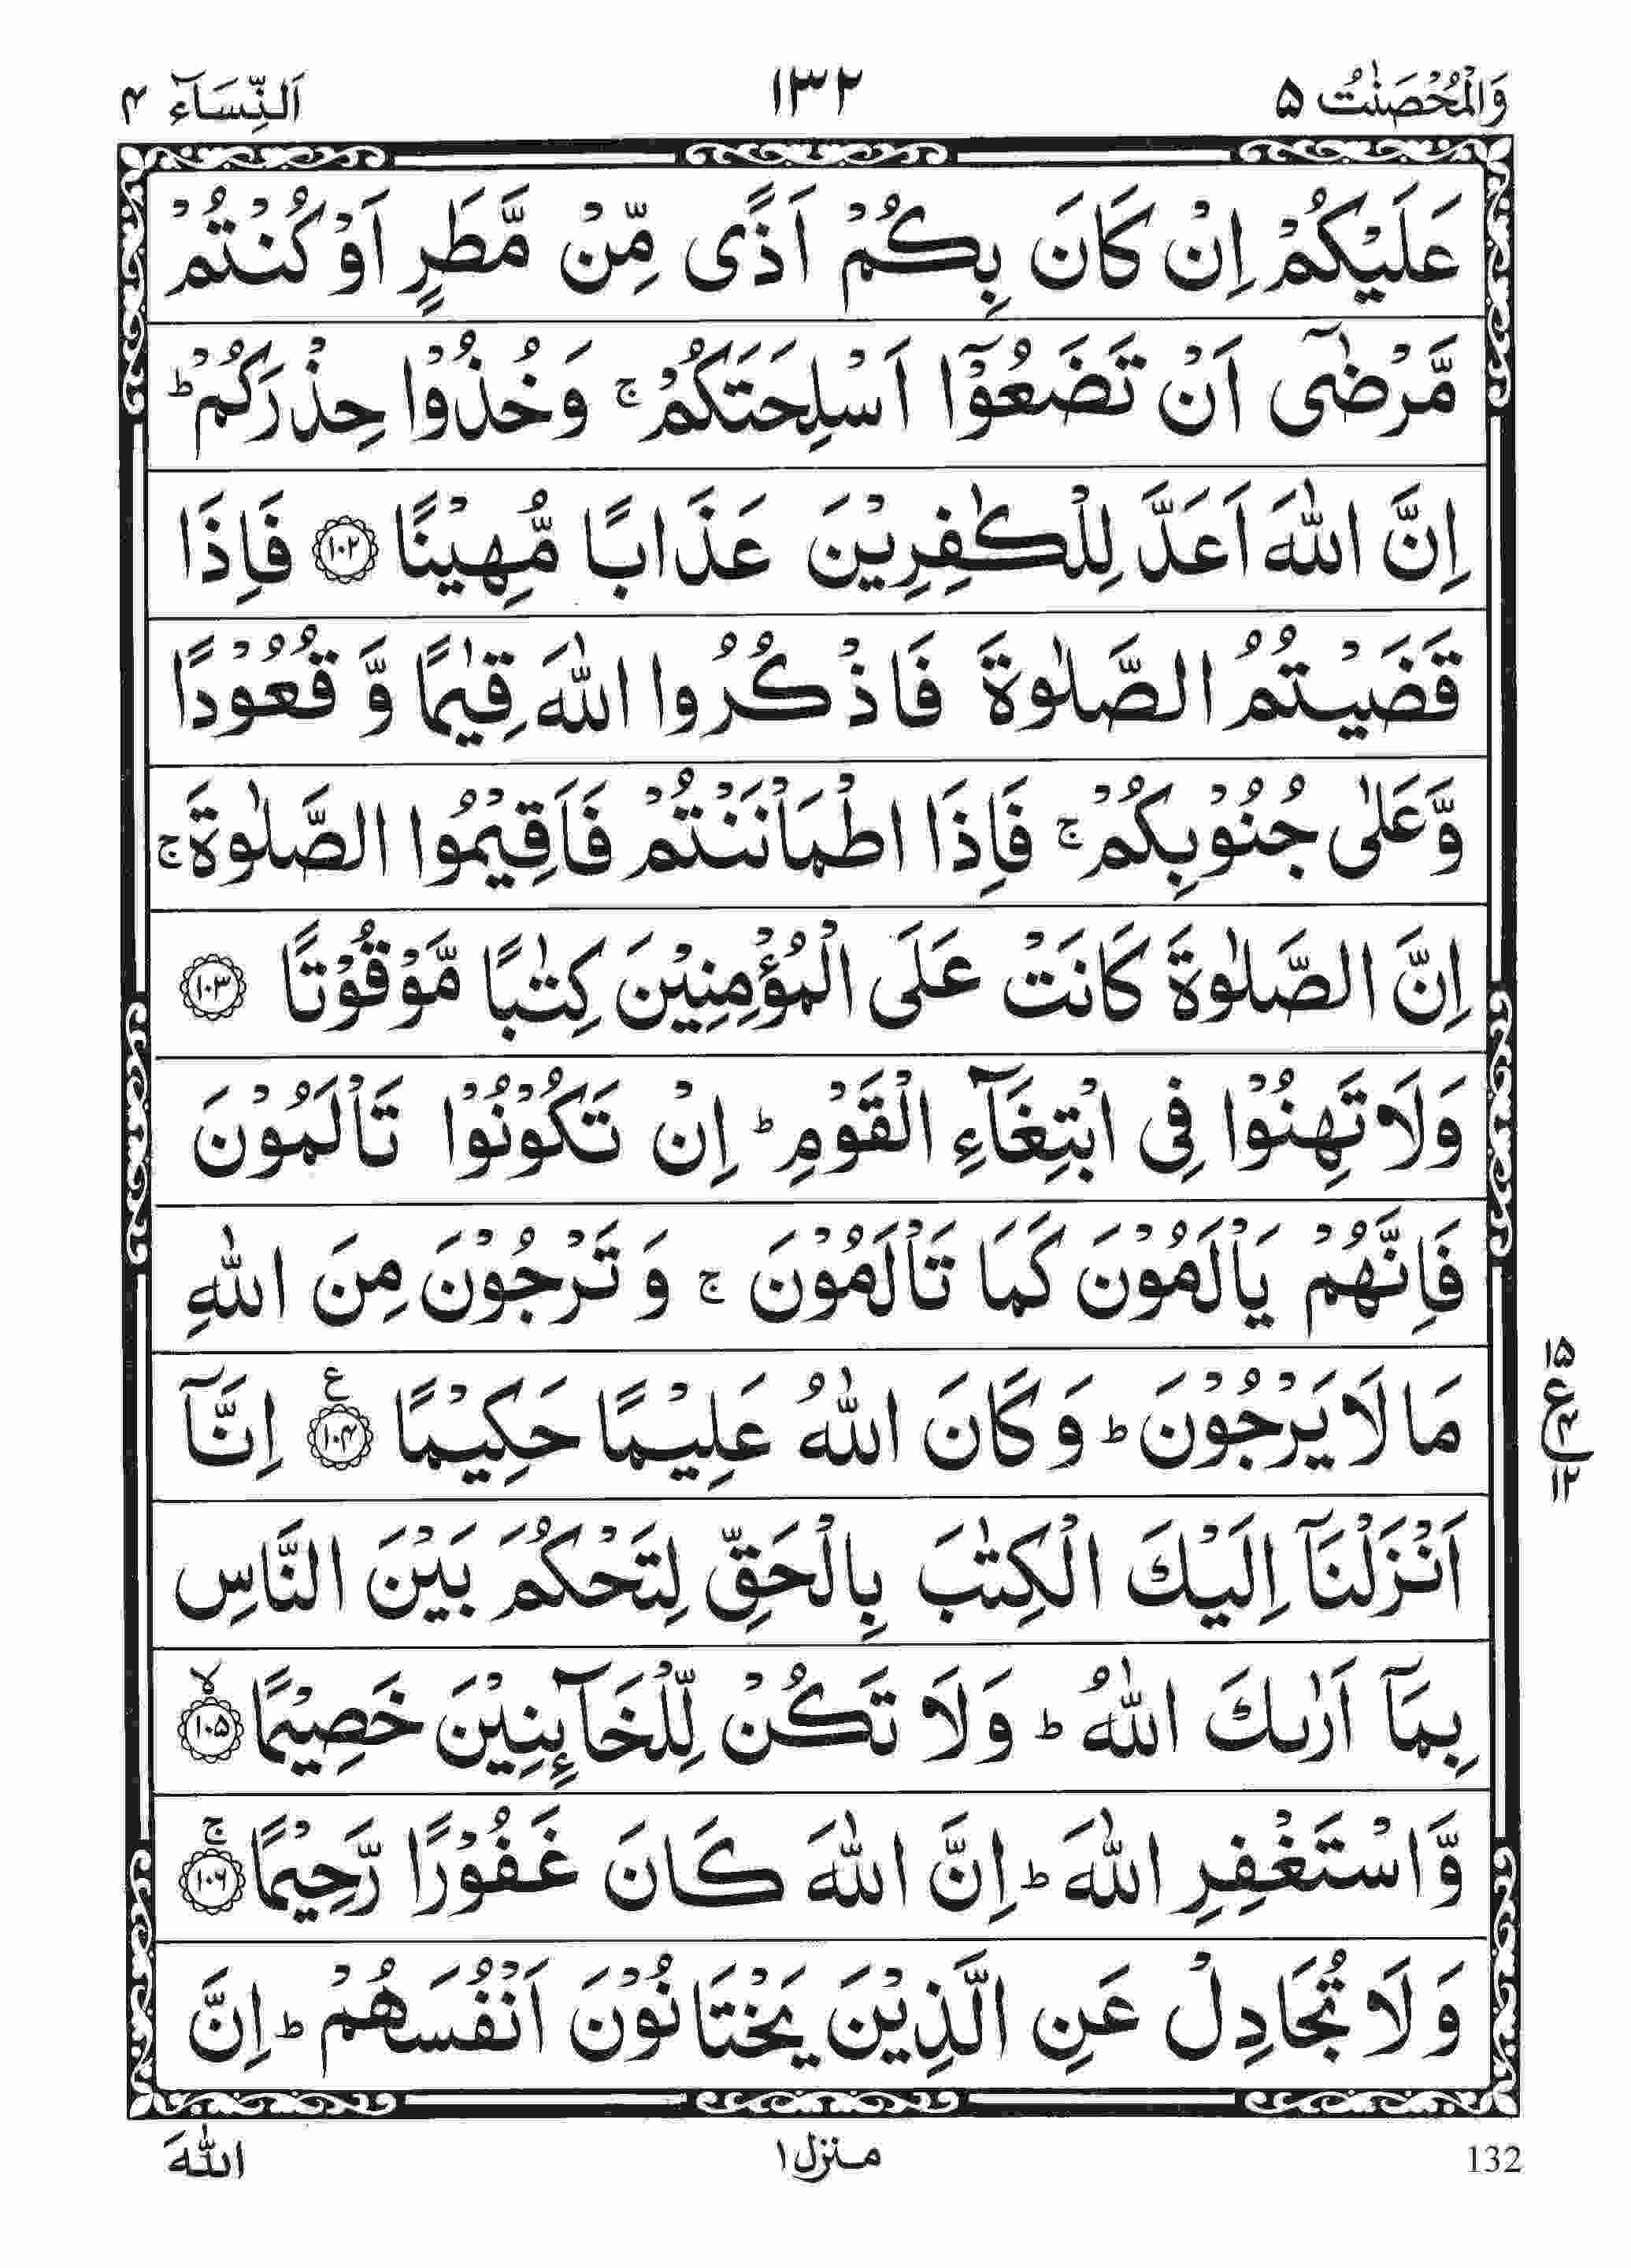 وَالْمُحْصَنٰتُ ۵ ۱۳۲ اَلنِّسَآء ۴
عَلَيْكُمْ اِنْ كَانَ بِكُمْ اَذًى مِّنْ مَّطَرٍ اَوْ كُنْتُمْ
مَّرْضٰٓى اَنْ تَضَعُوْۤا اَسْلِحَتَكُمْ ۚ وَخُذُوْا حِذْرَكُمْ ؕ
اِنَّ اللّٰهَ اَعَدَّ لِلْكٰفِرِيْنَ عَذَابًا مُّهِيْنًا ﴿۱۰۲﴾ فَاِذَا
قَضَيْتُمُ الصَّلٰوةَ فَاذْكُرُوا اللّٰهَ قِيٰمًا وَّ قُعُوْدًا
وَّعَلٰى جُنُوْبِكُمْ ۚ فَاِذَا اطْمَاْنَنْتُمْ فَاَقِيْمُوا الصَّلٰوةَ ۚ
اِنَّ الصَّلٰوةَ كَانَتْ عَلَى الْمُؤْمِنِيْنَ كِتٰبًا مَّوْقُوْتًا ﴿۱۰۳﴾
وَلَا تَهِنُوْا فِى ابْتِغَآءِ الْقَوْمِ ؕ اِنْ تَكُوْنُوْا تَاْلَمُوْنَ
فَاِنَّهُمْ يَاْلَمُوْنَ كَمَا تَاْلَمُوْنَ ۚ وَ تَرْجُوْنَ مِنَ اللّٰهِ
مَا لَا يَرْجُوْنَ ؕ وَ كَانَ اللّٰهُ عَلِيْمًا حَكِيْمًا ﴿۱۰۴﴾ ع اِنَّاۤ
۱۵
ع
۴
۱۲
اَنْزَلْنَاۤ اِلَيْكَ الْكِتٰبَ بِالْحَقِّ لِتَحْكُمَ بَيْنَ النَّاسِ
بِمَاۤ اَرٰىكَ اللّٰهُ ؕ وَلَا تَكُنْ لِّلْخَآئِنِيْنَ خَصِيْمًا ﴿۱۰۵﴾ ۙ
وَّاسْتَغْفِرِ اللّٰهَ ؕ اِنَّ اللّٰهَ كَانَ غَفُوْرًا رَّحِيْمًا ﴿۱۰۶﴾ ۚ
وَ لَا تُجَادِلْ عَنِ الَّذِيْنَ يَخْتَانُوْنَ اَنْفُسَهُمْ ؕ اِنَّ
132 منزل ۱ اللّٰهَ